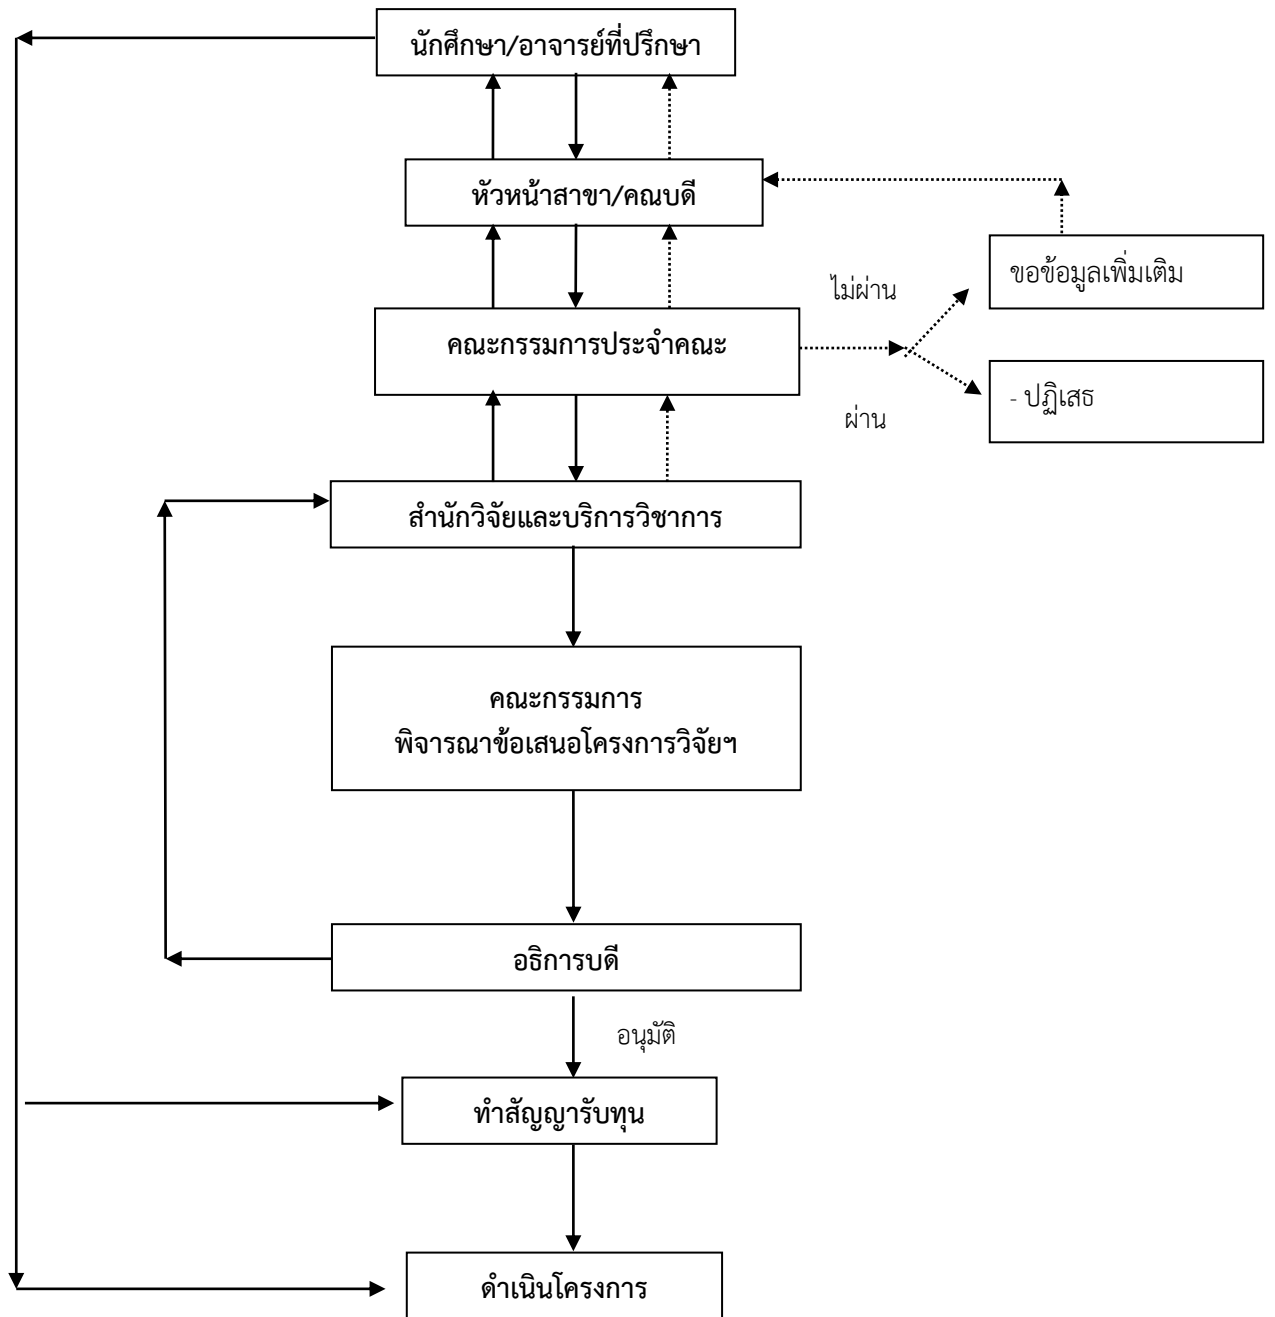 นักศึกษา/อาจารย์ที่ปรึกษา
หัวหน้าสาขา/คณบดี
ขอข้อมูลเพิ่มเติม
ไม่ผ่าน
คณะกรรมการประจำคณะ
- ปฏิเสธ
ผ่าน
สำนักวิจัยและบริการวิชาการ
คณะกรรมการ
พิจารณาข้อเสนอโครงการวิจัยฯ
อธิการบดี
อนุมัติ
ทำสัญญารับทุน
ดำเนินโครงการ